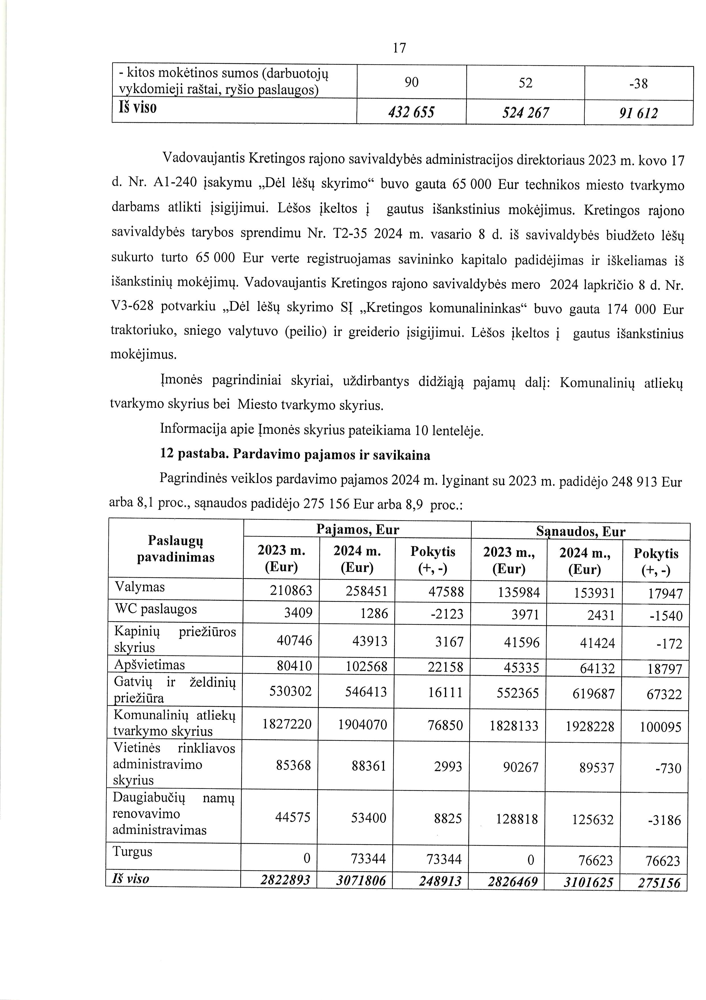 17
- kitos mokėtinos sumos (darbuotojų
vykdomieji raštai, ryšio paslaugos) 90 52 -38
Iš viso 432 655 524 267 91 612
Vadovaujantis Kretingos rajono savivaldybės administracijos direktoriaus 2023 m. kovo 17
d. Nr. A1-240 įsakymu „Dėl lėšų skyrimo“ buvo gauta 65 000 Eur technikos miesto tvarkymo
darbams atlikti įsigijimui. Lėšos įkeltos į gautus išankstinius mokėjimus. Kretingos rajono
savivaldybės tarybos sprendimu Nr. T2-35 2024 m. vasario 8 d. iš savivaldybės biudžeto lėšų
sukurto turto 65 000 Eur verte registruojamas savininko kapitalo padidėjimas ir iškeliamas iš
išankstinių mokėjimų. Vadovaujantis Kretingos rajono savivaldybės mero 2024 lapkričio 8 d. Nr.
V3-628 potvarkiu „Dėl lėšų skyrimo SĮ „Kretingos komunalininkas“ buvo gauta 174 000 Eur
traktoriuko, sniego valytuvo (peilio) ir greiderio įsigijimui. Lėšos įkeltos į gautus išankstinius
mokėjimus.
Įmonės pagrindiniai skyriai, uždirbantys didžiąją pajamų dalį: Komunalinių atliekų
tvarkymo skyrius bei Miesto tvarkymo skyrius.
Informacija apie Įmonės skyrius pateikiama 10 lentelėje.
12 pastaba. Pardavimo pajamos ir savikaina
Pagrindinės veiklos pardavimo pajamos 2024 m. lyginant su 2023 m. padidėjo 248 913 Eur
arba 8,1 proc., sąnaudos padidėjo 275 156 Eur arba 8,9 proc.:
Paslaugų
pavadinimas
Pajamos, Eur Sąnaudos, Eur
2023 m. 2024 m. Pokytis 2023 m., 2024 m., Pokytis
(Eur) (Eur) (+, -) (Eur) (Eur) (+, -)
Valymas 210863 258451 47588 135984 153931 17947
WC paslaugos 3409 1286 -2123 3971 2431 -1540
Kapinių priežiūros
skyrius 40746 43913 3167 41596 41424 -172
Apšvietimas 80410 102568 22158 45335 64132 18797
Gatvių ir želdinių
priežiūra 530302 546413 16111 552365 619687 67322
Komunalinių atliekų
tvarkymo skyrius 1827220 1904070 76850 1828133 1928228 100095
Vietinės rinkliavos
administravimo 85368 88361 2993 90267 89537 -730
skyrius
Daugiabučių namų
renovavimo 44575 53400 8825 128818 125632 -3186
administravimas
Turgus 0 73344 73344 0 76623 76623
Iš viso 2822893 3071806 248913 2826469 3101625 275156